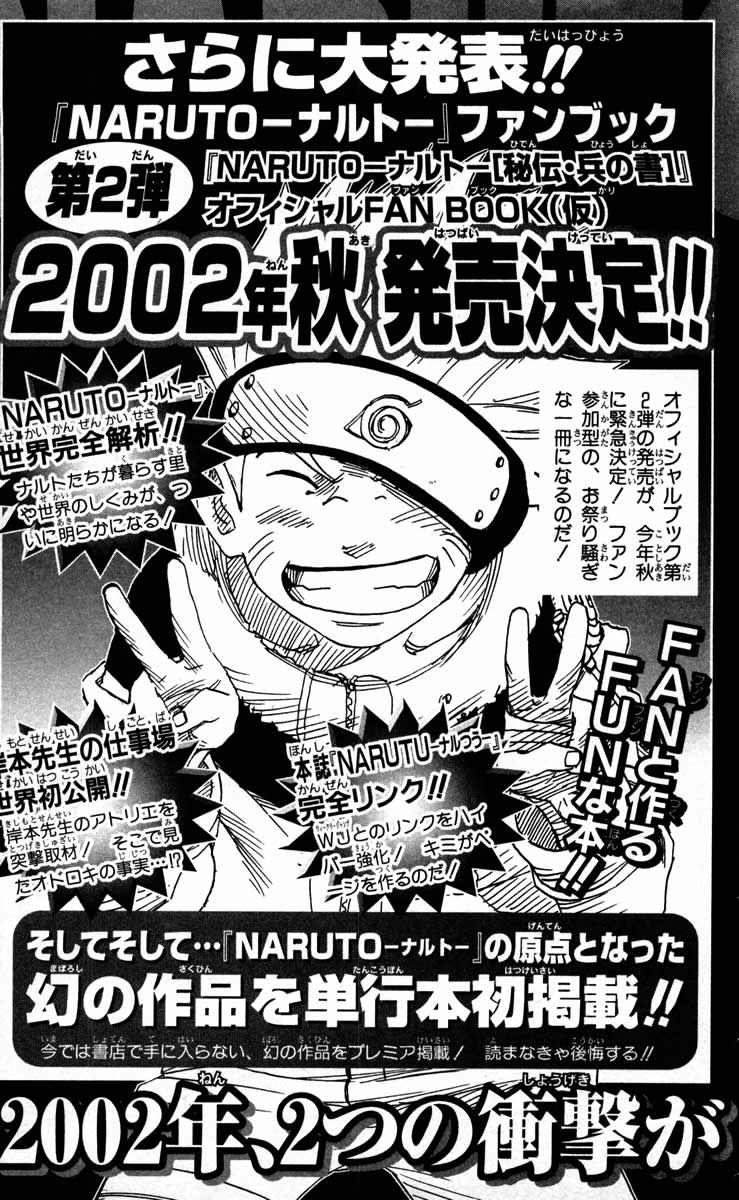 さらに大発表!!
『NARUTO－ナルト－』ファンブック
第2弾
『NARUTO－ナルト－[秘伝・兵の書]』
オフィシャルFAN BOOK(仮)
2002年秋 発売決定!!
『NARUTO－ナルト－』
世界完全解析!!
ナルトたちが暮らす里
や世界のしくみが、つ
いに明らかになる!
オフィシャルブック第
2弾の発売が、今年秋
に緊急決定! ファン
参加型の、お祭り騒ぎ
な一冊になるのだ!
FANと作る
FUNな本!!
岸本先生の仕事場
世界初公開!!
岸本先生のアトリエを
突撃取材! そこで見
たオドロキの事実…!?
本誌『NARUTU－ナルゥゥ－』
完全リンク!!
WJとのリンクをハイ
パー強化! キミがペ
ージを作るのだ!
そしてそして…『NARUTO－ナルト－』の原点となった
幻の作品を単行本初掲載!!
今では書店で手に入らない、幻の作品をプレミア掲載! 読まなきゃ後悔する!!
2002年、2つの衝撃が